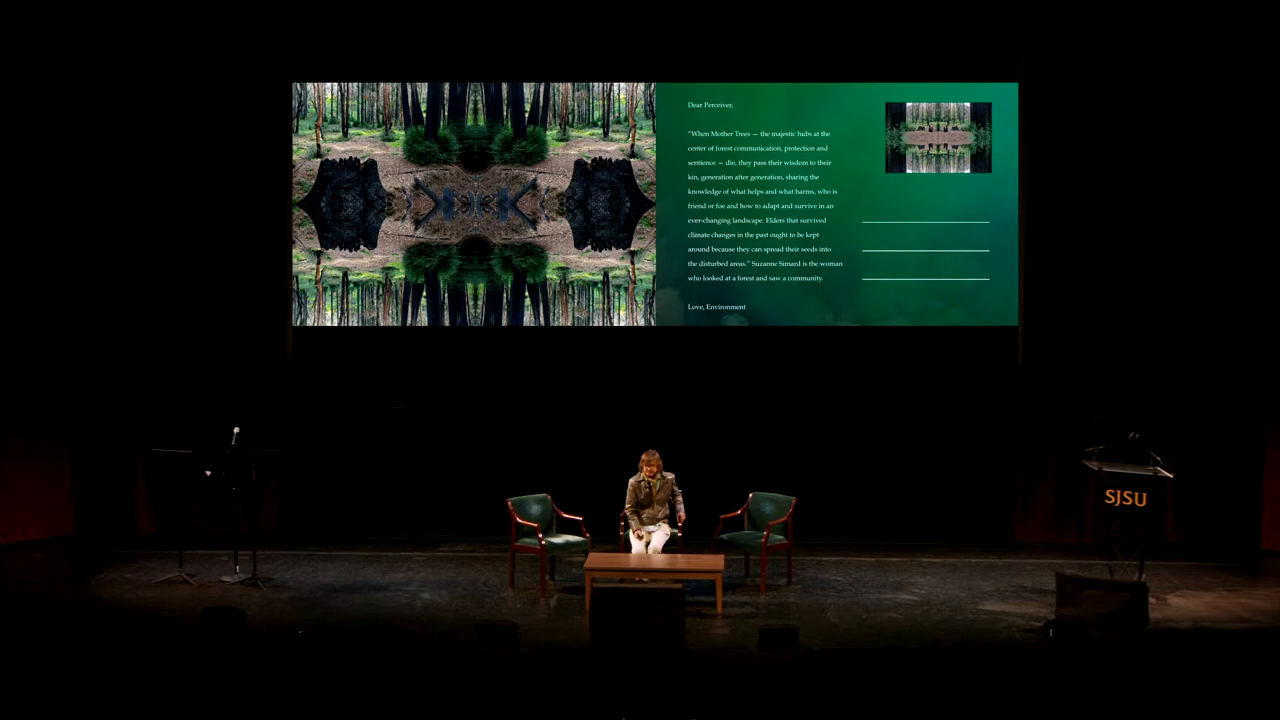 Dear Perceiver,
“When Mother Trees — the majestic hubs at the
center of forest communication, protection and
sentience — die, they pass their wisdom to their
kin, generation after generation, sharing the
knowledge of what helps and what harms, who is
friend or foe and how to adapt and survive in an
ever-changing landscape. Elders that survived
climate changes in the past ought to be kept
around because they can spread their seeds into
the disturbed areas.” Suzanne Simard is the woman
who looked at a forest and saw a community.
Love, Environment
SJSU